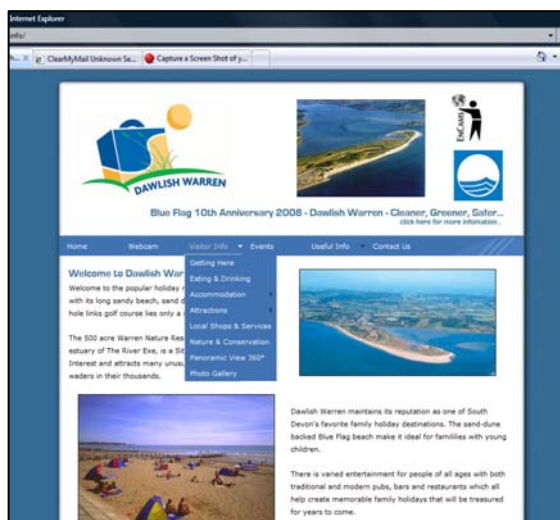 Internet Explorer
info/
ClearMyMail Unknown Se...
Capture a Screen Shot of y...
DAWLISH WARREN
ENCAMS
Blue Flag 10th Anniversary 2008 - Dawlish Warren - Cleaner, Greener, Safer...
click here for more information...
Home Webcam Visitor Info Events Useful Info Contact Us
Getting Here
Eating & Drinking
Accommodation
Attractions
Local Shops & Services
Nature & Conservation
Panoramic View 360°
Photo Gallery
Welcome to Dawlish War
Welcome to the popular holiday
with its long sandy beach, sand d
hole links golf course lies only a
The 500 acre Warren Nature Res
estuary of The River Exe, is a Si
Interest and attracts many unus
waders in their thousands.
Dawlish Warren maintains its reputation as one of South
Devon's favorite family holiday destinations. The sand-dune
backed Blue Flag beach make it ideal for famililies with young
children.
There is varied entertainment for people of all ages with both
traditional and modern pubs, bars and restaurants which all
help create memorable family holidays that will be treasured
for years to come.